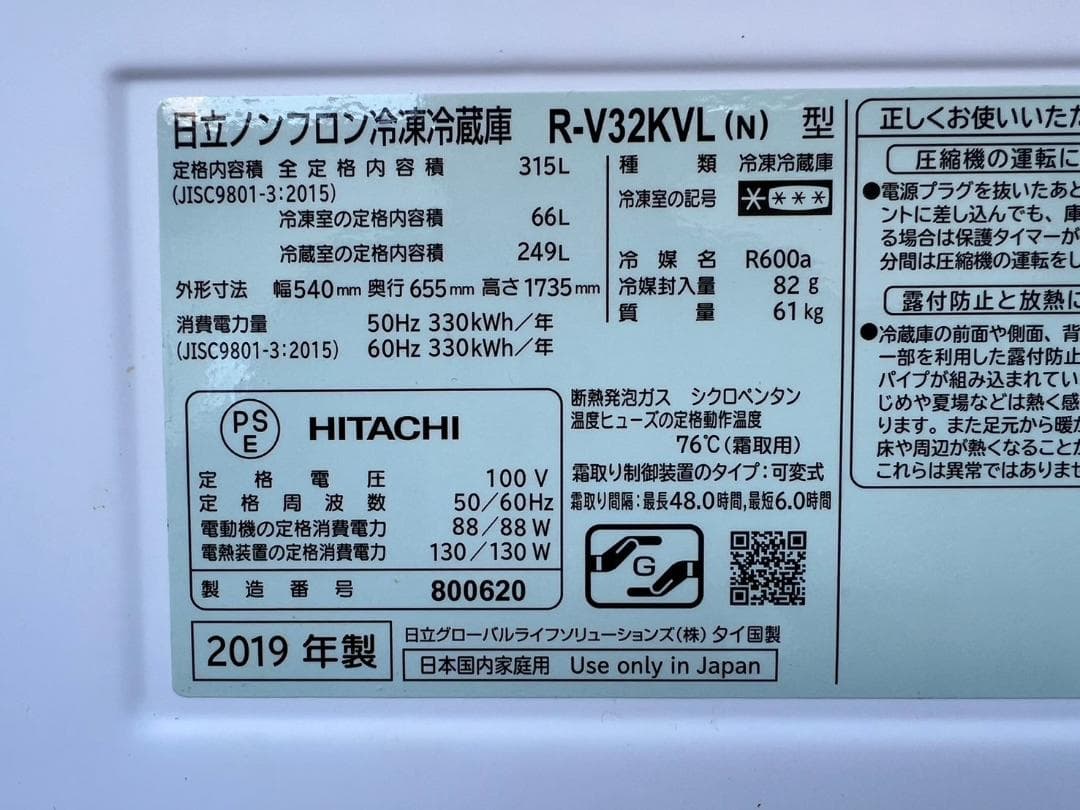 日立ノンフロン冷凍冷蔵庫 R-V32KVL(N) 型
定格内容積 全定格内容積 315L
(JISC9801-3:2015)
冷凍室の定格内容積 66L
冷蔵室の定格内容積 249L
外形寸法 幅540mm 奥行655mm 高さ1735mm
消費電力量 50Hz 330kWh/年
(JISC9801-3:2015) 60Hz 330kWh/年
種類 冷凍冷蔵庫
冷凍室の記号 ＊＊＊＊
冷媒名 R600a
冷媒封入量 82g
質量 61kg
PSE HITACHI
定格電圧 100V
定格周波数 50/60Hz
電動機の定格消費電力 88/88W
電熱装置の定格消費電力 130/130W
製造番号 800620
断熱発泡ガス シクロペンタン
温度ヒューズの定格動作温度
76℃(霜取用)
霜取り制御装置のタイプ:可変式
霜取り間隔:最長48.0時間,最短6.0時間
G
2019年製
日立グローバルライフソリューションズ(株) タイ国製
日本国内家庭用 Use only in Japan
正しくお使いいただ
圧縮機の運転に
●電源プラグを抜いたあと
ントに差し込んでも、庫
る場合は保護タイマーが
分間は圧縮機の運転をし
露付防止と放熱に
●冷蔵庫の前面や側面、背
一部を利用した露付防止
パイプが組み込まれてい
じめや夏場などは熱く感
ります。また足元から暖か
床や周辺が熱くなることが
これらは異常ではありませ